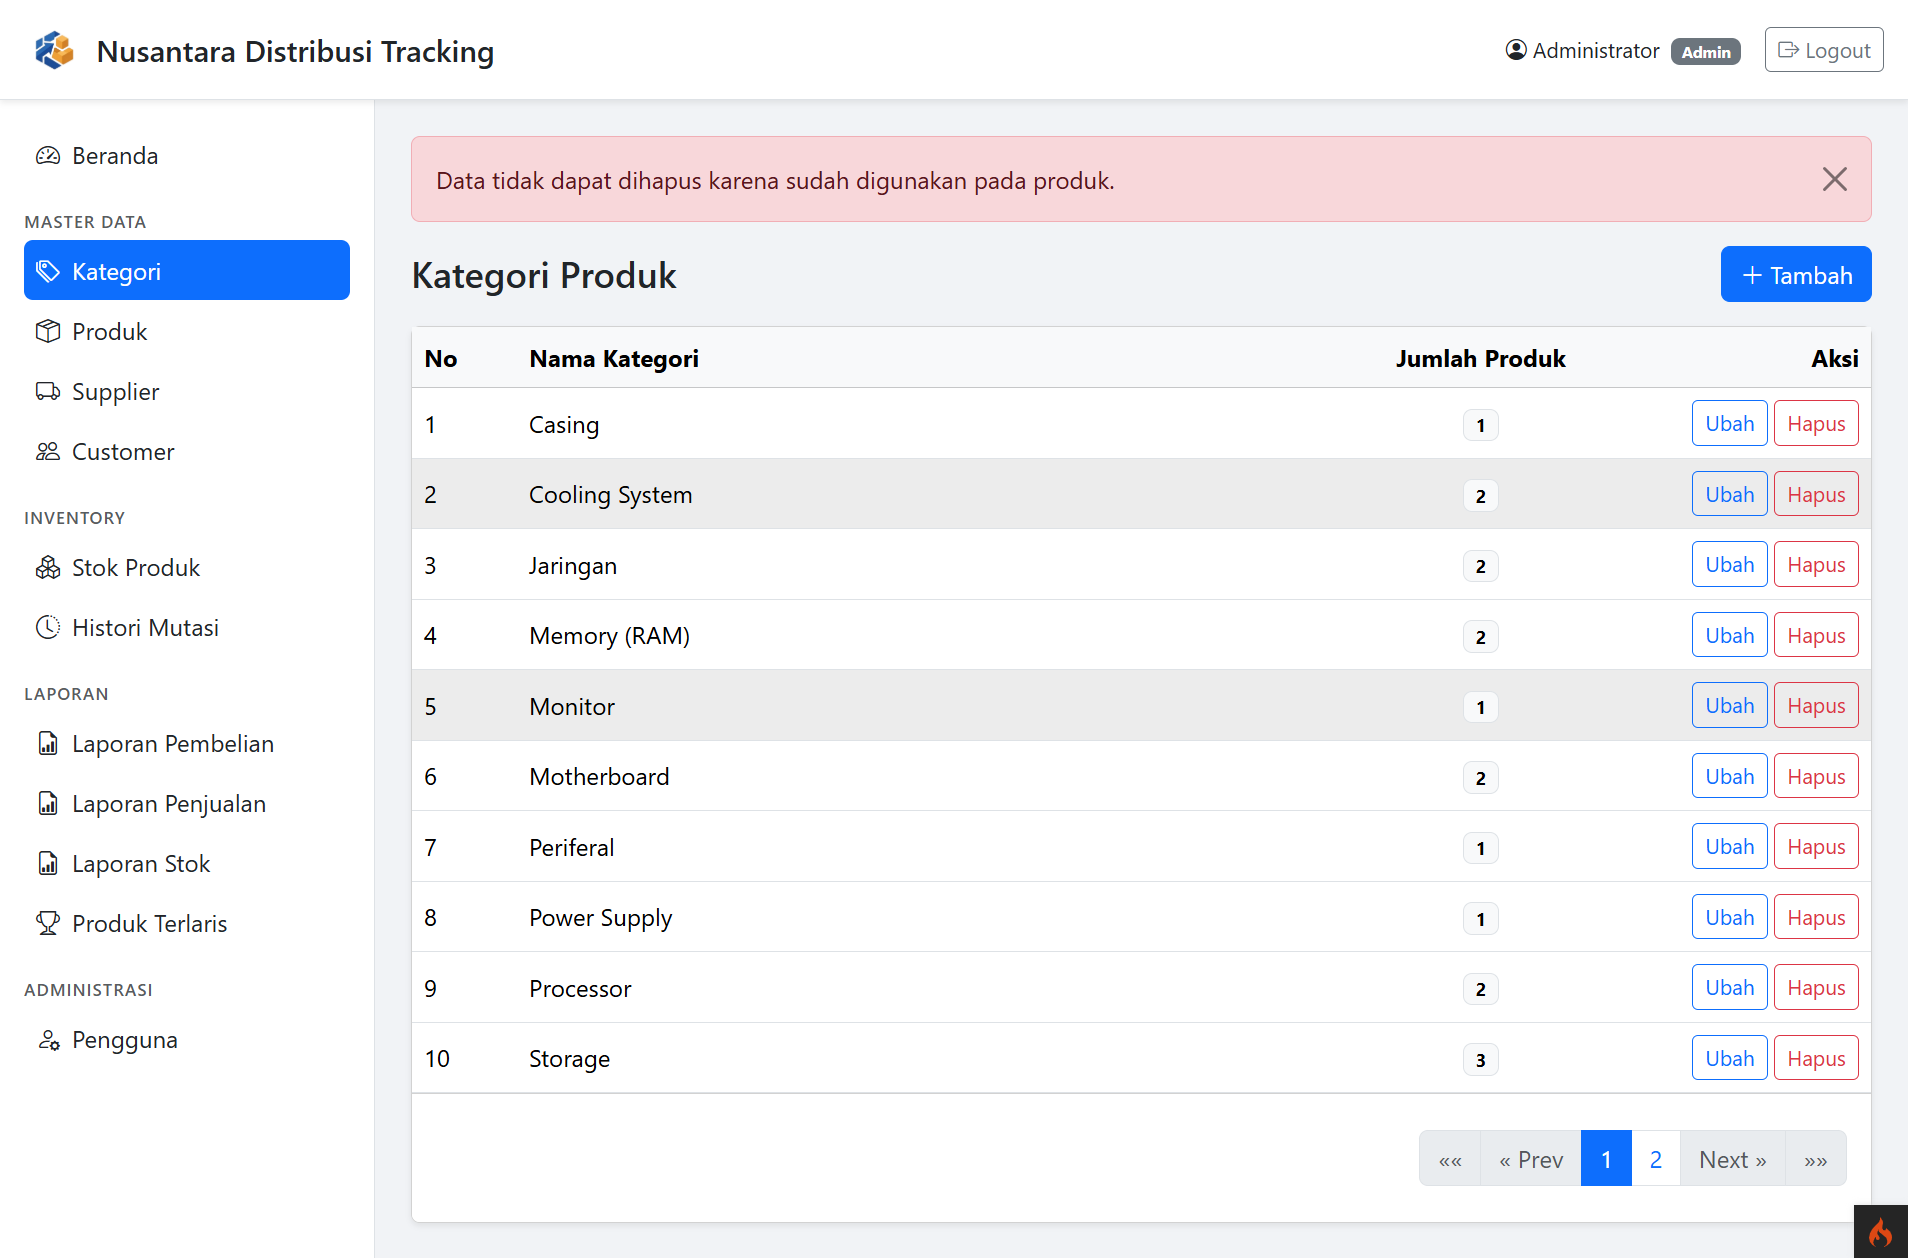 Nusantara Distribusi Tracking
Administrator Admin Logout
Beranda
MASTER DATA
Kategori
Produk
Supplier
Customer
INVENTORY
Stok Produk
Histori Mutasi
LAPORAN
Laporan Pembelian
Laporan Penjualan
Laporan Stok
Produk Terlaris
ADMINISTRASI
Pengguna
Data tidak dapat dihapus karena sudah digunakan pada produk.
Kategori Produk
+ Tambah
No Nama Kategori Jumlah Produk Aksi
1 Casing 1 Ubah Hapus
2 Cooling System 2 Ubah Hapus
3 Jaringan 2 Ubah Hapus
4 Memory (RAM) 2 Ubah Hapus
5 Monitor 1 Ubah Hapus
6 Motherboard 2 Ubah Hapus
7 Periferal 1 Ubah Hapus
8 Power Supply 1 Ubah Hapus
9 Processor 2 Ubah Hapus
10 Storage 3 Ubah Hapus
«« « Prev 1 2 Next » »»